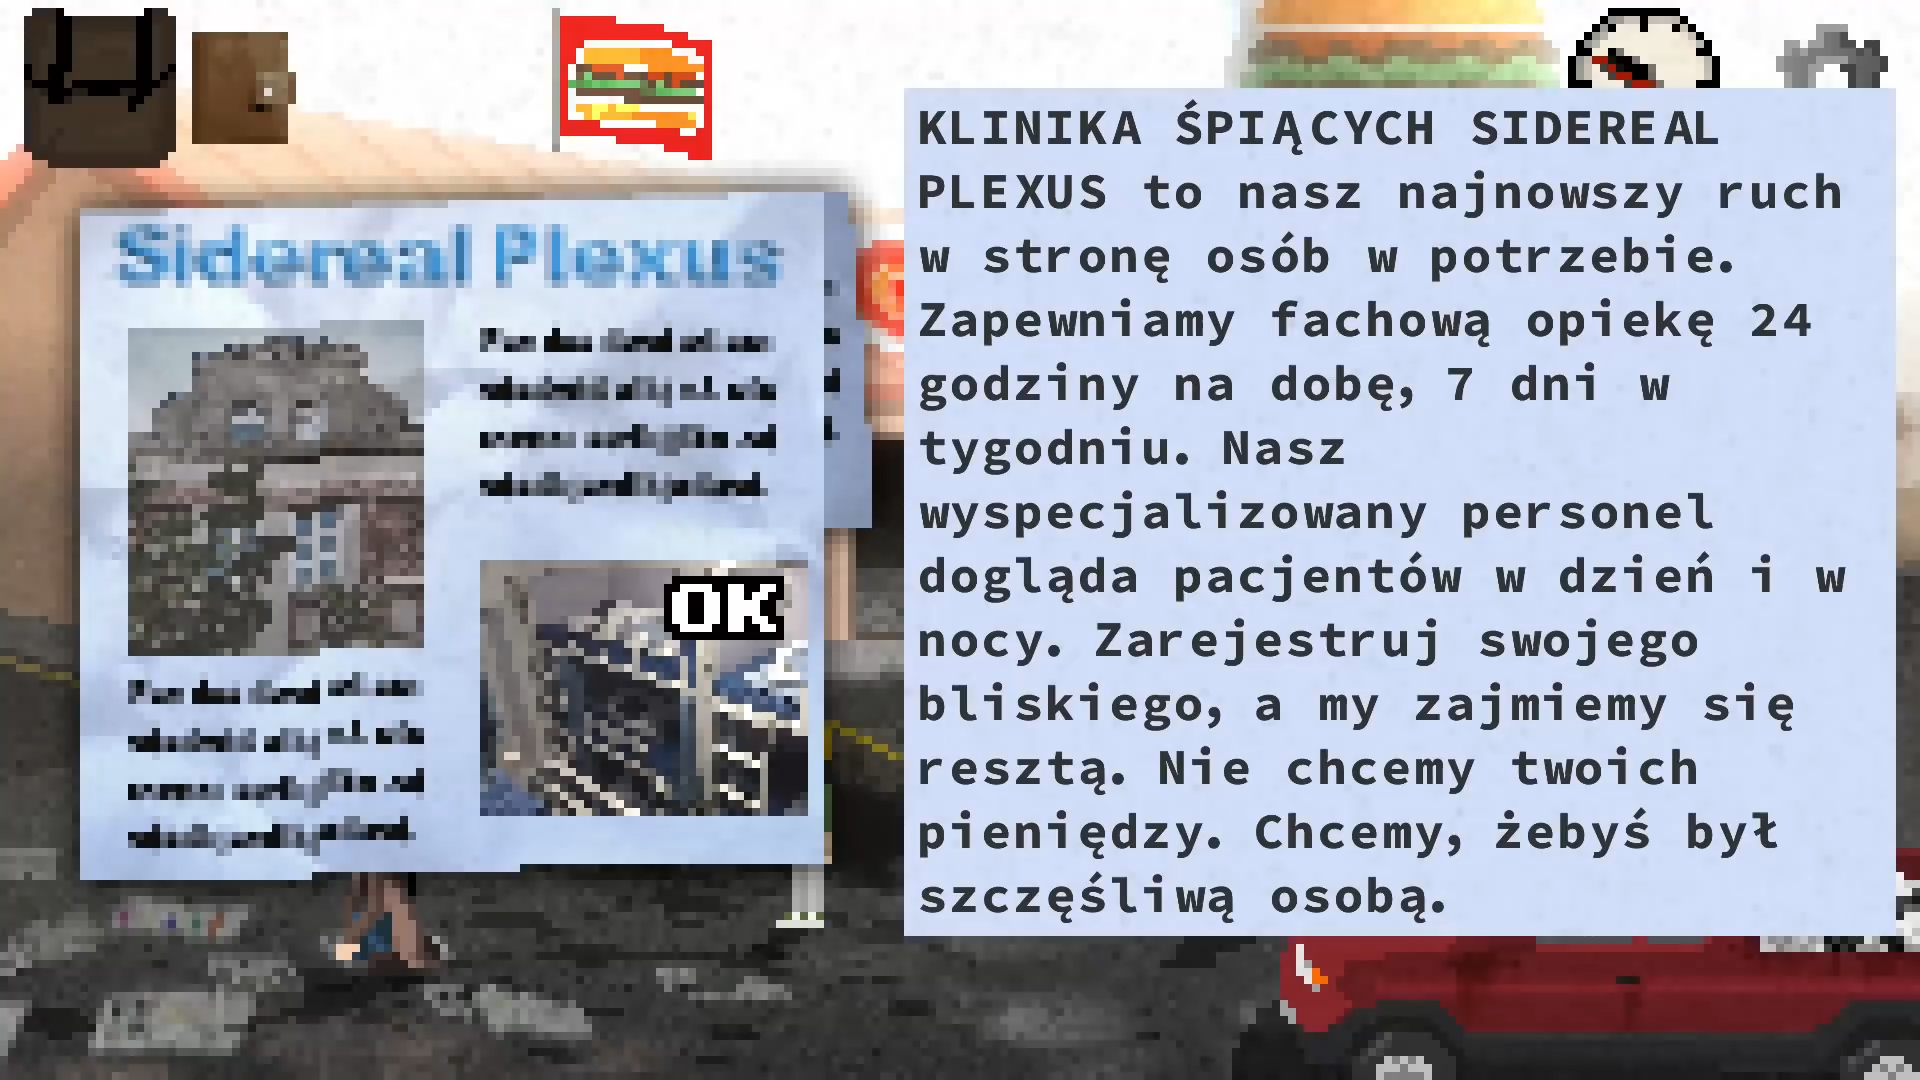 Sidereal Plexus
OK
KLINIKA ŚPIĄCYCH SIDEREAL
PLEXUS to nasz najnowszy ruch
w stronę osób w potrzebie.
Zapewniamy fachową opiekę 24
godziny na dobę, 7 dni w
tygodniu. Nasz
wyspecjalizowany personel
dogląda pacjentów w dzień i w
nocy. Zarejestruj swojego
bliskiego, a my zajmiemy się
resztą. Nie chcemy twoich
pieniędzy. Chcemy, żebyś był
szczęśliwą osobą.